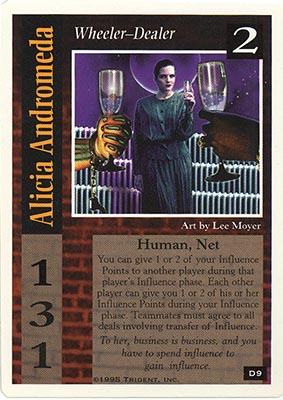 Alicia Andromeda
Wheeler–Dealer
2
Art by Lee Moyer
1
3
1
Human, Net
You can give 1 or 2 of your Influence
Points to another player during that
player's Influence phase. Each other
player can give you 1 or 2 of his or her
Influence Points during your Influence
phase. Teammates must agree to all
deals involving transfer of Influence.
To her, business is business, and you
have to spend influence to
gain influence.
©1995 TRIDENT, INC.
D9